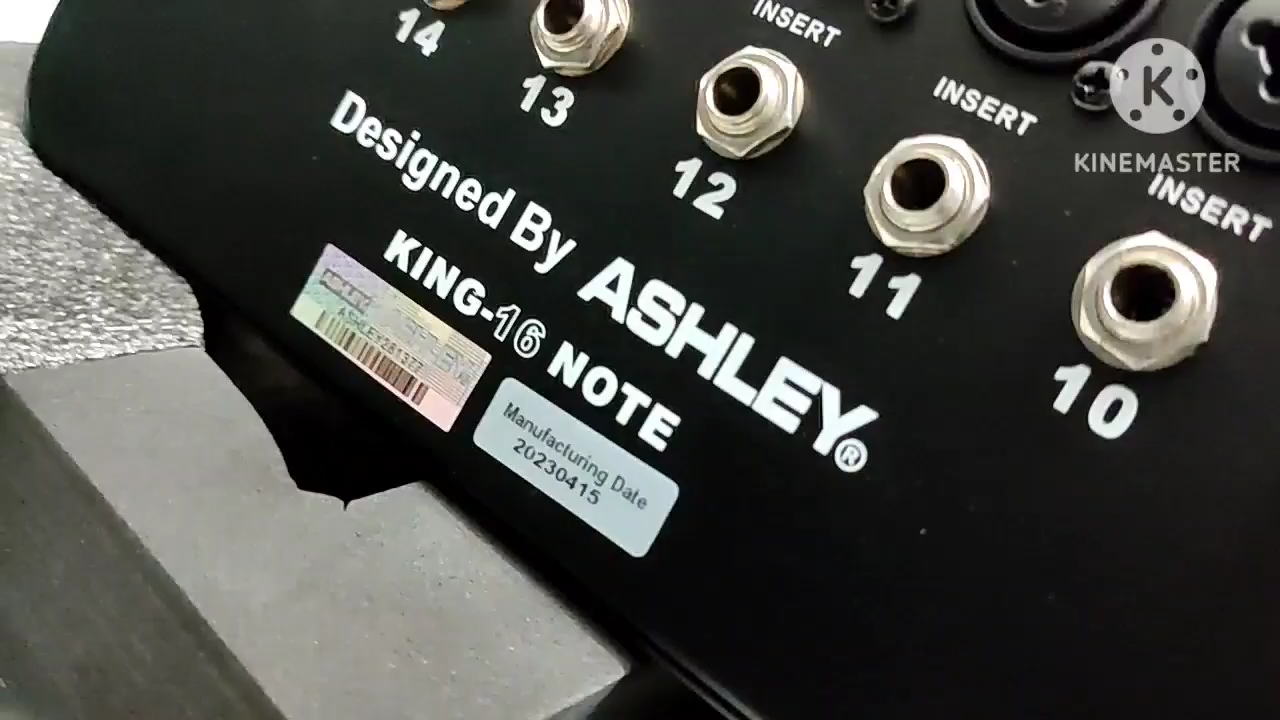 14
13
12
11
10
INSERT
INSERT
INSERT
Designed By ASHLEY®
KING-16 NOTE
Manufacturing Date
20230415
K
KINEMASTER